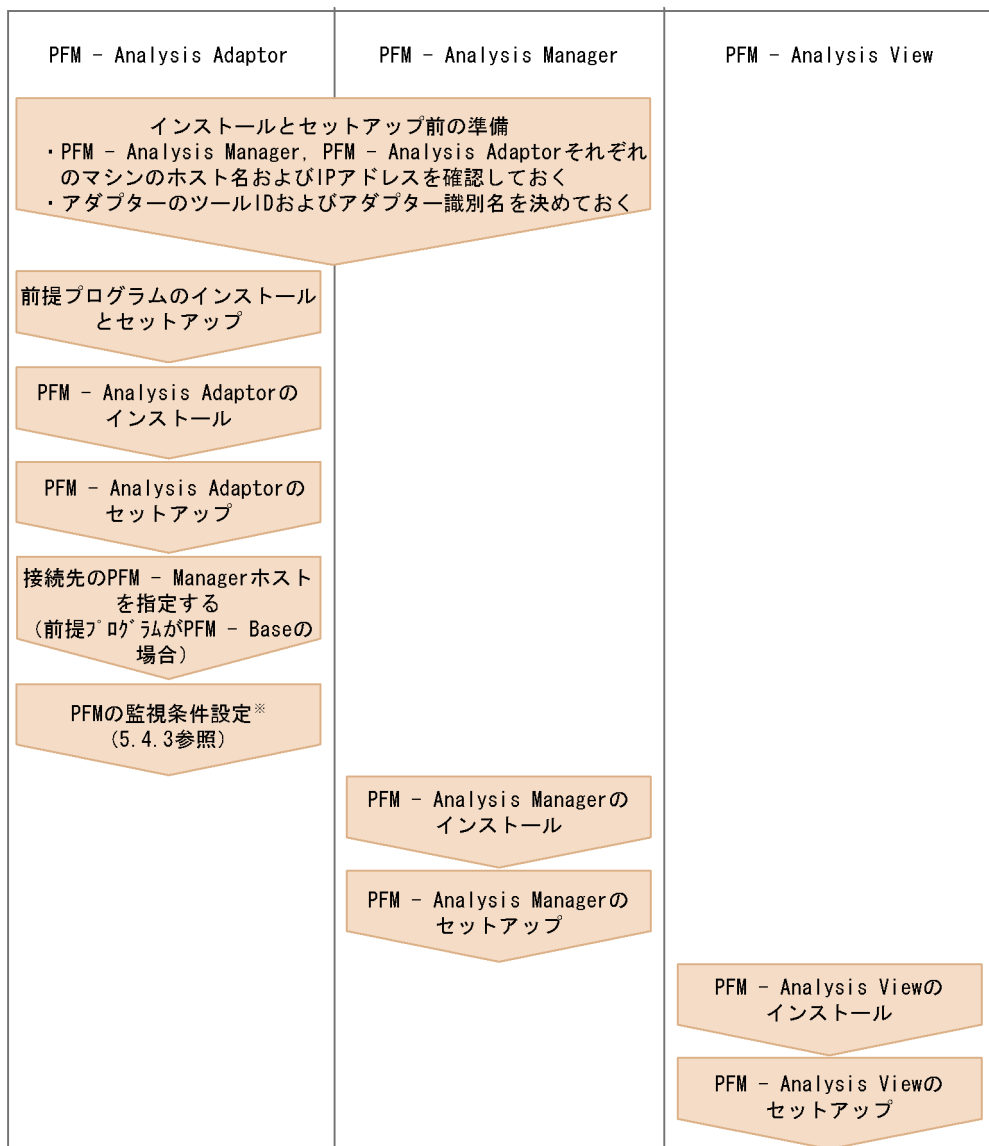 PFM - Analysis Adaptor
PFM - Analysis Manager
PFM - Analysis View
インストールとセットアップ前の準備
・PFM - Analysis Manager, PFM - Analysis Adaptorそれぞれ
のマシンのホスト名およびIPアドレスを確認しておく
・アダプターのツールIDおよびアダプター識別名を決めておく
前提プログラムのインストール
とセットアップ
PFM - Analysis Adaptorの
インストール
PFM - Analysis Adaptorの
セットアップ
接続先のPFM - Managerホスト
を指定する
(前提ﾌﾟﾛｸﾞﾗﾑがPFM - Baseの
場合)
PFMの監視条件設定※
(5.4.3参照)
PFM - Analysis Managerの
インストール
PFM - Analysis Managerの
セットアップ
PFM - Analysis Viewの
インストール
PFM - Analysis Viewの
セットアップ